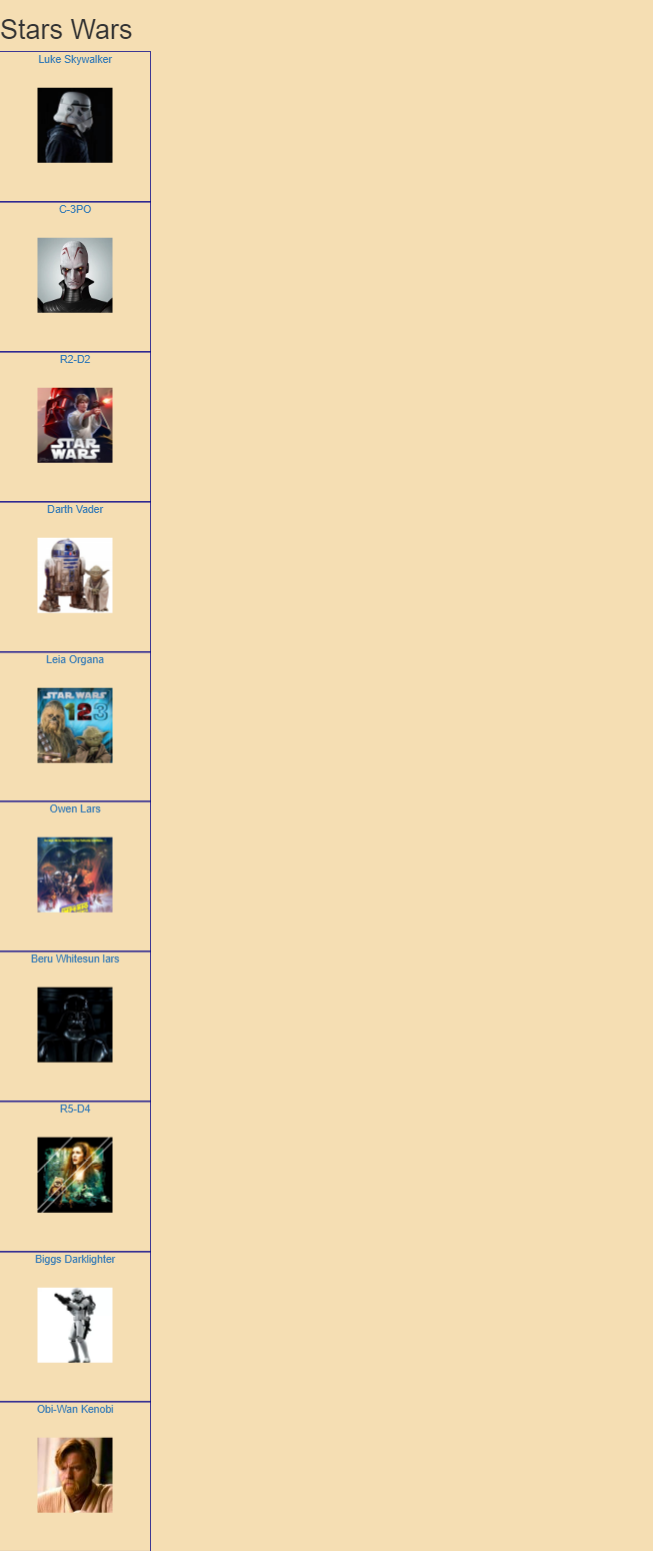 Stars Wars
Luke Skywalker
C-3PO
R2-D2
STAR
WARS
Darth Vader
Leia Organa
STAR WARS
123
Owen Lars
Beru Whitesun lars
R5-D4
Biggs Darklighter
Obi-Wan Kenobi